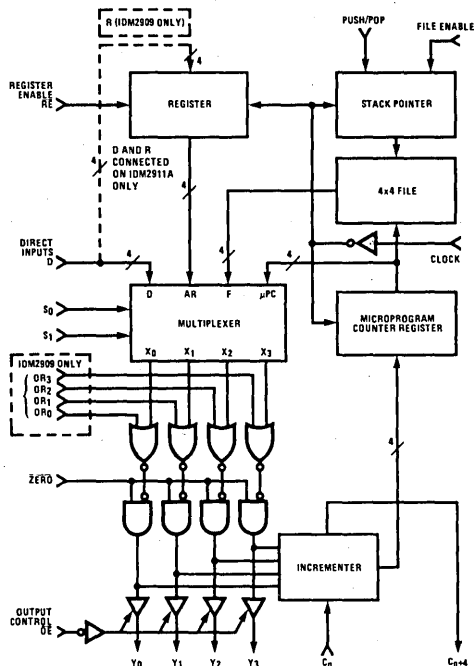 R (IDM2909 ONLY)
PUSH/POP
FILE ENABLE
4
REGISTER
ENABLE
RE
REGISTER
STACK POINTER
4
D AND R
CONNECTED
ON IDM2911A
ONLY
4
4x4 FILE
4
4
CLOCK
DIRECT
INPUTS
D
4
D
AR
F
μPC
MULTIPLEXER
X0
X1
X2
X3
S0
S1
MICROPROGRAM
COUNTER REGISTER
IDM2909 ONLY
OR3
OR2
OR1
OR0
4
ZERO
INCREMENTER
OUTPUT
CONTROL
OE
Y0
Y1
Y2
Y3
Cn
Cn+4